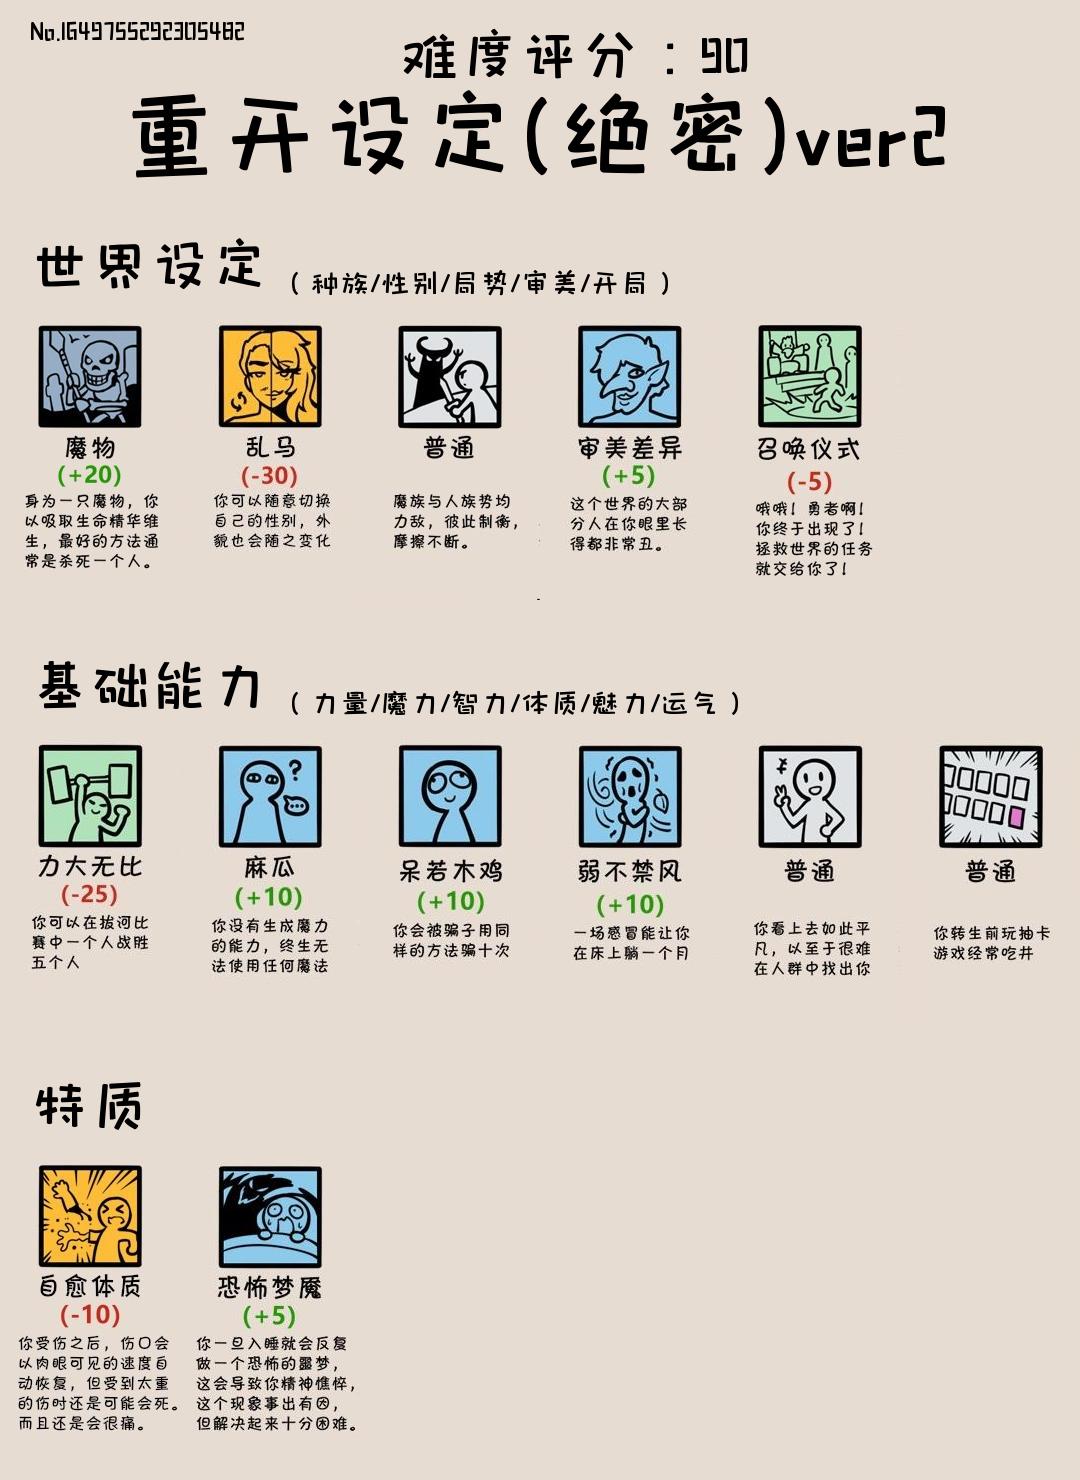 No.1649755292305482
难度评分：90
重开设定(绝密)ver2
世界设定 (种族/性别/局势/审美/开局)
魔物
(+20)
身为一只魔物，你
以吸取生命精华维
生，最好的方法通
常是杀死一个人。
乱马
(-30)
你可以随意切换
自己的性别，外
貌也会随之变化
普通
魔族与人族势均
力敌，彼此制衡，
摩擦不断。
审美差异
(+5)
这个世界的大部
分人在你眼里长
得都非常丑。
召唤仪式
(-5)
哦哦！勇者啊！
你终于出现了！
拯救世界的任务
就交给你了！
基础能力 (力量/魔力/智力/体质/魅力/运气)
力大无比
(-25)
你可以在拔河比
赛中一个人战胜
五个人
麻瓜
(+10)
你没有生成魔力
的能力，终生无
法使用任何魔法
呆若木鸡
(+10)
你会被骗子用同
样的方法骗十次
弱不禁风
(+10)
一场感冒能让你
在床上躺一个月
普通
你看上去如此平
凡，以至于很难
在人群中找出你
普通
你转生前玩抽卡
游戏经常吃井
特质
自愈体质
(-10)
你受伤之后，伤口会
以肉眼可见的速度自
动恢复，但受到太重
的伤时还是可能会死。
而且还是会很痛。
恐怖梦魇
(+5)
你一旦入睡就会反复
做一个恐怖的噩梦，
这会导致你精神憔悴，
这个现象事出有因，
但解决起来十分困难。